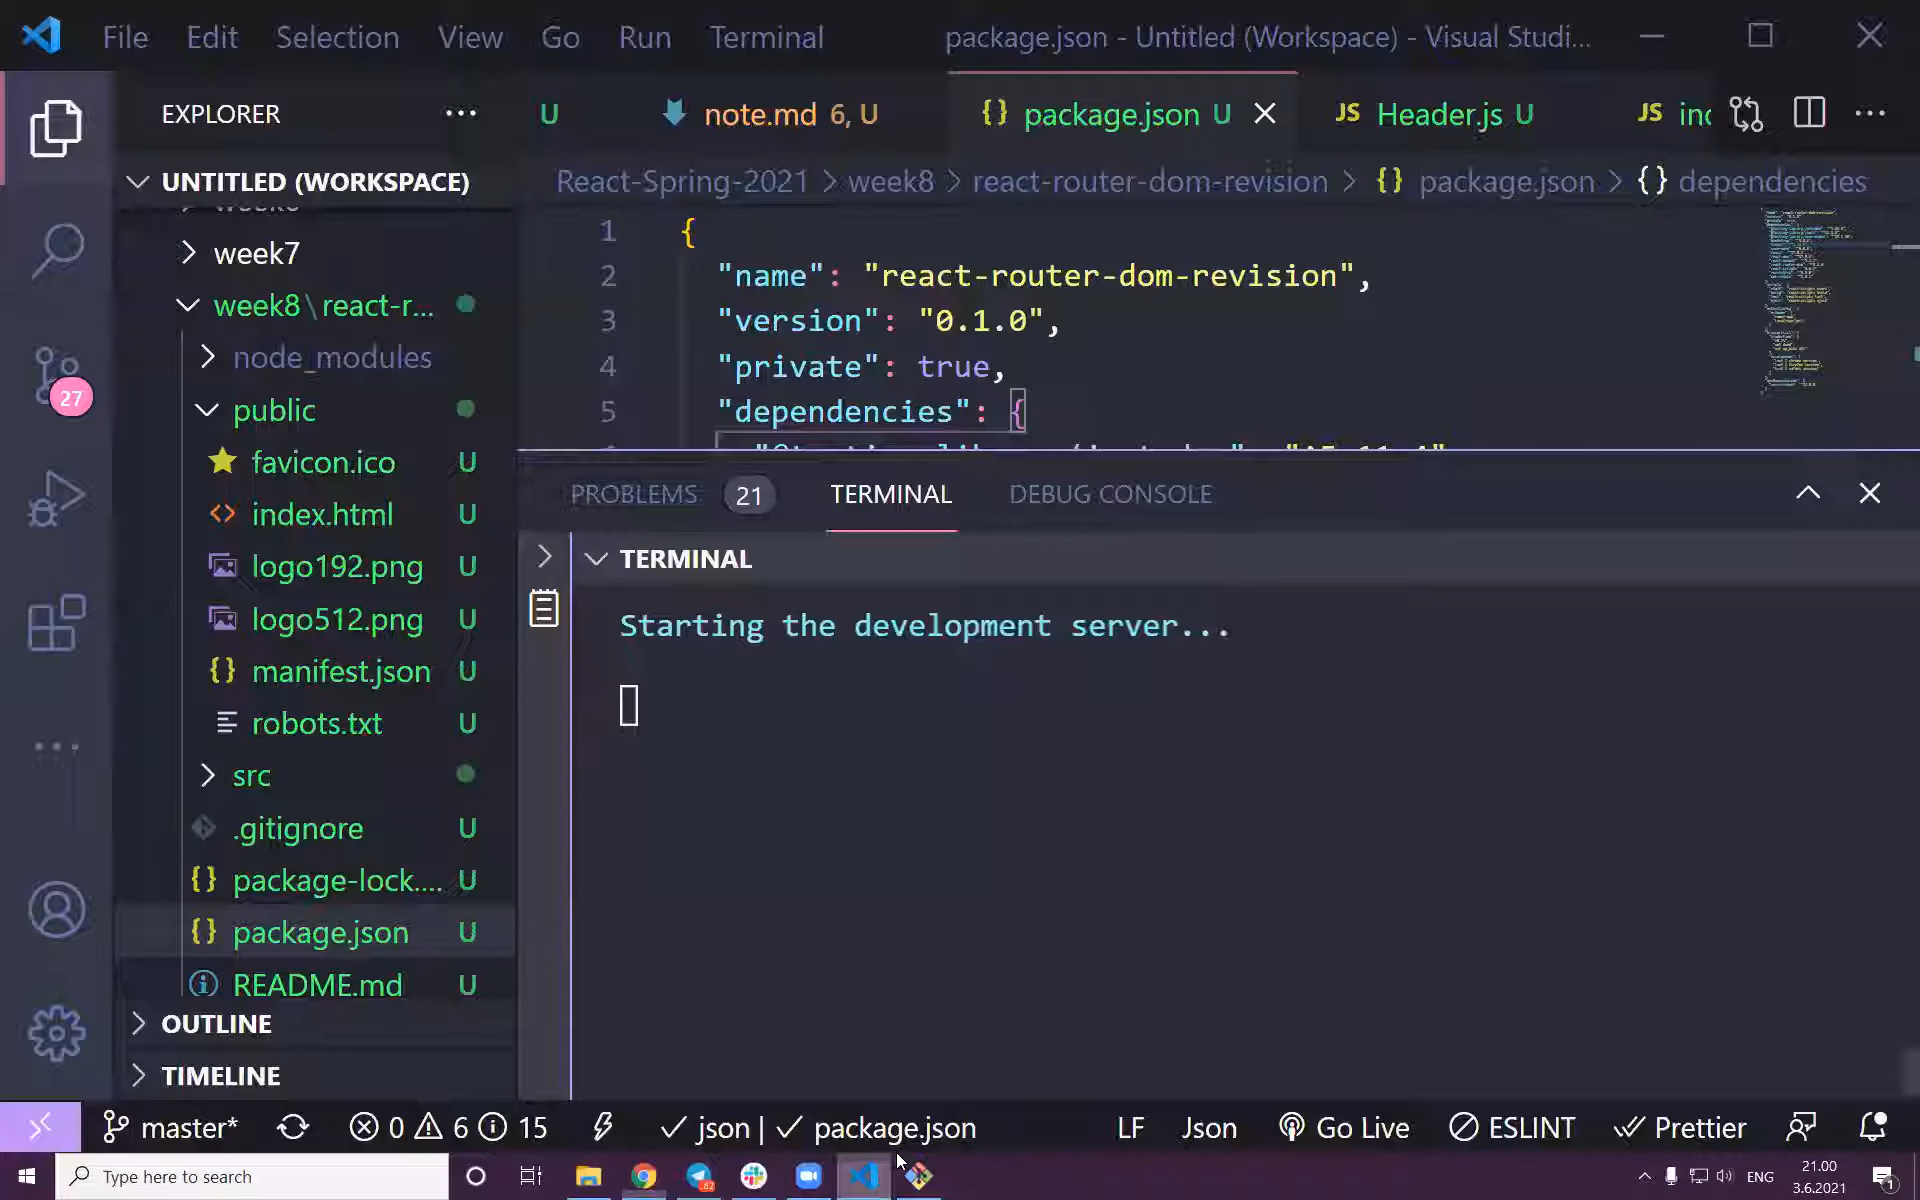 File Edit Selection View Go Run Terminal package.json - Untitled (Workspace) - Visual Studi...
EXPLORER
U note.md 6, U {} package.json U JS Header.js U JS
UNTITLED (WORKSPACE)
React-Spring-2021 > week8 > react-router-dom-revision > {} package.json > {} dependencies
week7
week8\react-r...
node_modules
public
favicon.ico U
index.html U
logo192.png U
logo512.png U
manifest.json U
robots.txt U
src
.gitignore U
package-lock.... U
package.json U
README.md U
OUTLINE
TIMELINE
27
1 {
2 "name": "react-router-dom-revision",
3 "version": "0.1.0",
4 "private": true,
5 "dependencies": {
PROBLEMS 21 TERMINAL DEBUG CONSOLE
TERMINAL
Starting the development server...
master* 0 6 15 json | package.json LF Json Go Live ESLINT Prettier
Type here to search
82
ENG
21.00
3.6.2021
1